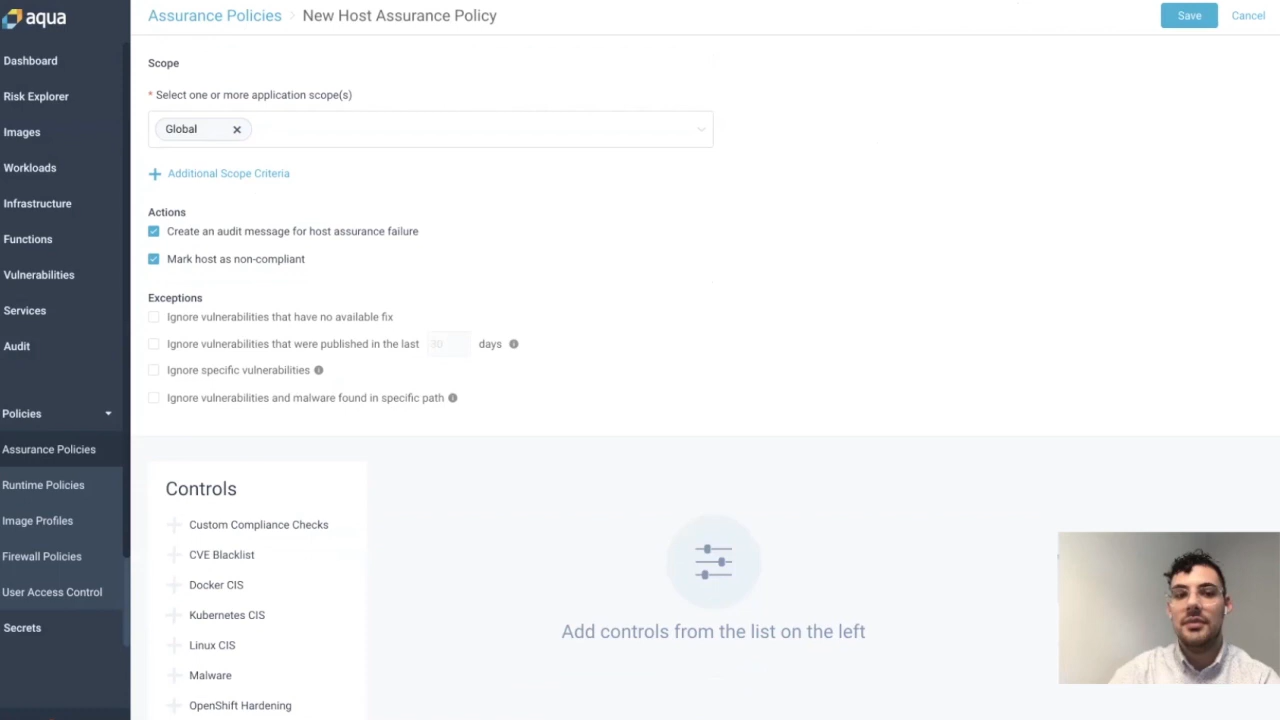 aqua
Assurance Policies > New Host Assurance Policy
Save
Cancel
Dashboard
Risk Explorer
Images
Workloads
Infrastructure
Functions
Vulnerabilities
Services
Audit
Policies
Assurance Policies
Runtime Policies
Image Profiles
Firewall Policies
User Access Control
Secrets
Scope
* Select one or more application scope(s)
Global
Additional Scope Criteria
Actions
Create an audit message for host assurance failure
Mark host as non-compliant
Exceptions
Ignore vulnerabilities that have no available fix
Ignore vulnerabilities that were published in the last 30 days
Ignore specific vulnerabilities
Ignore vulnerabilities and malware found in specific path
Controls
Custom Compliance Checks
CVE Blacklist
Docker CIS
Kubernetes CIS
Linux CIS
Malware
OpenShift Hardening
Add controls from the list on the left